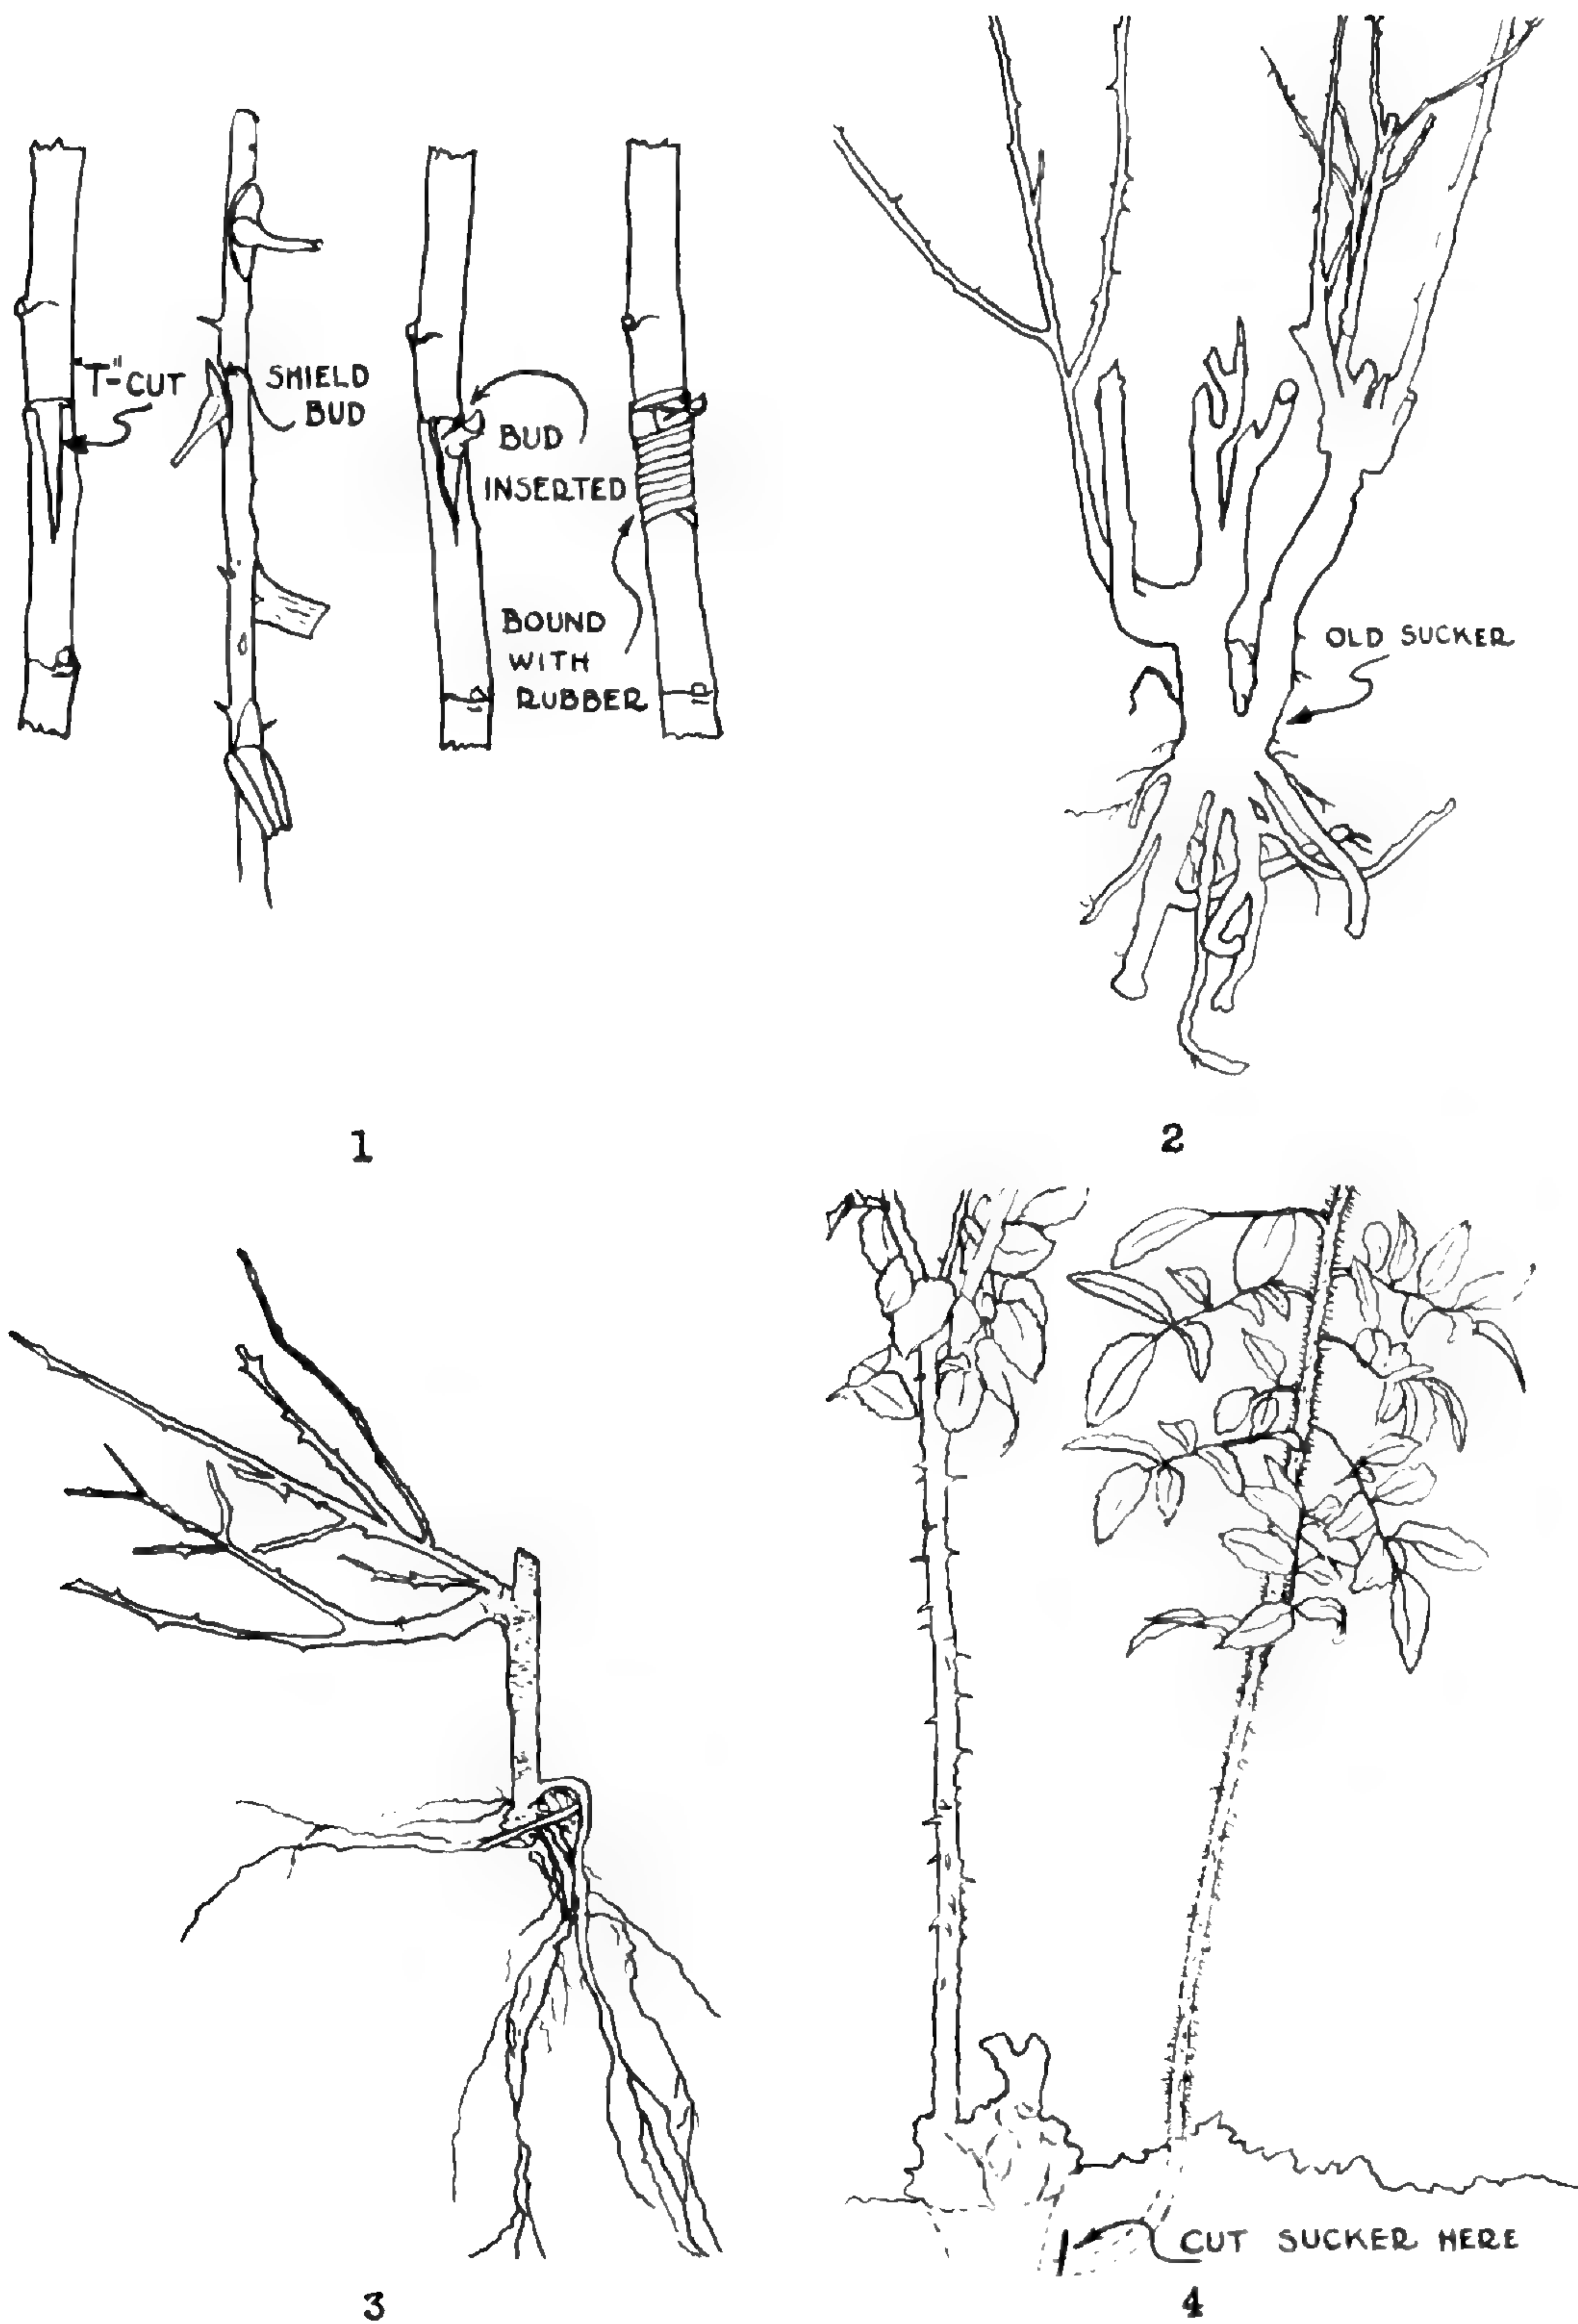 "T" CUT
SHIELD
BUD
BUD
INSERTED
BOUND
WITH
RUBBER
OLD SUCKER
1
2
CUT SUCKER HERE
3
4